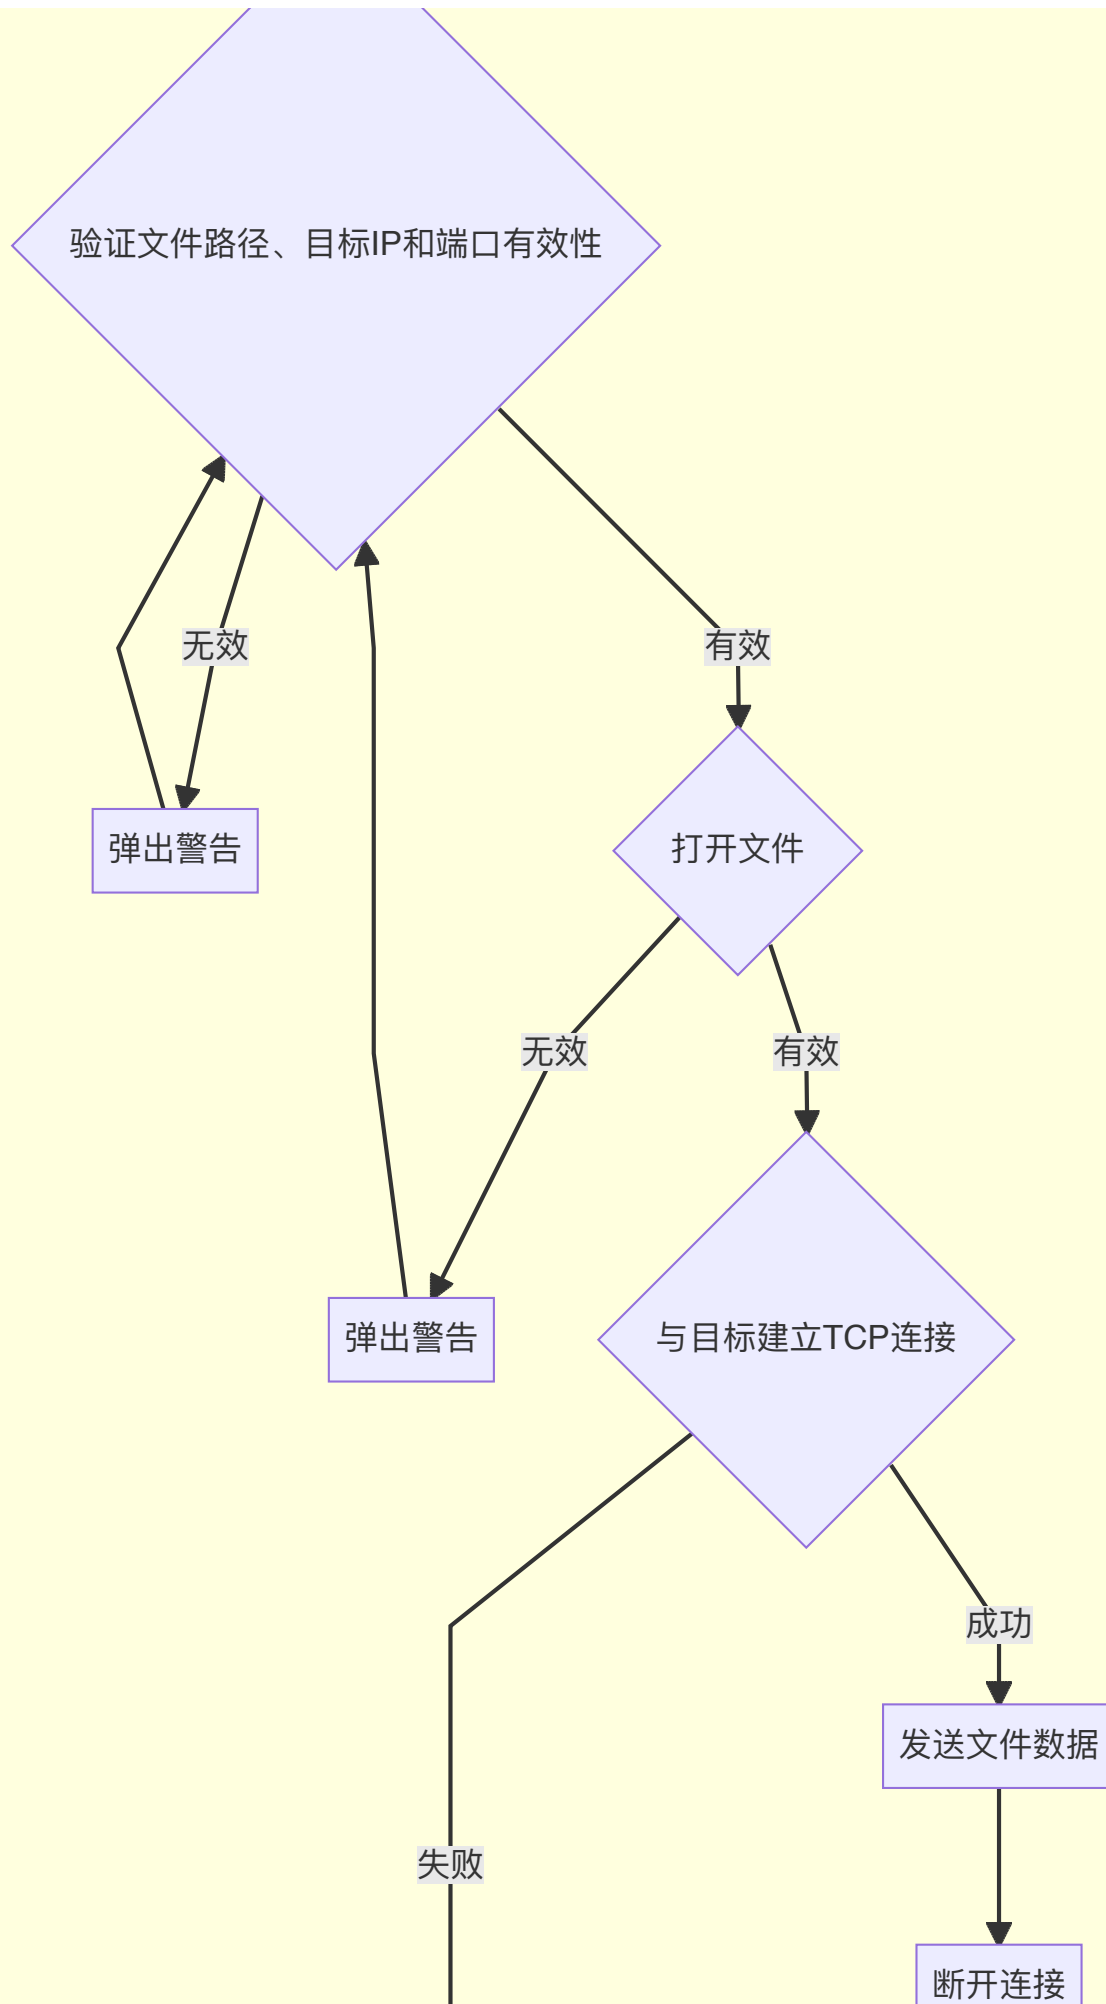 验证文件路径、目标IP和端口有效性
无效
有效
弹出警告
打开文件
无效
有效
弹出警告
与目标建立TCP连接
成功
发送文件数据
失败
断开连接